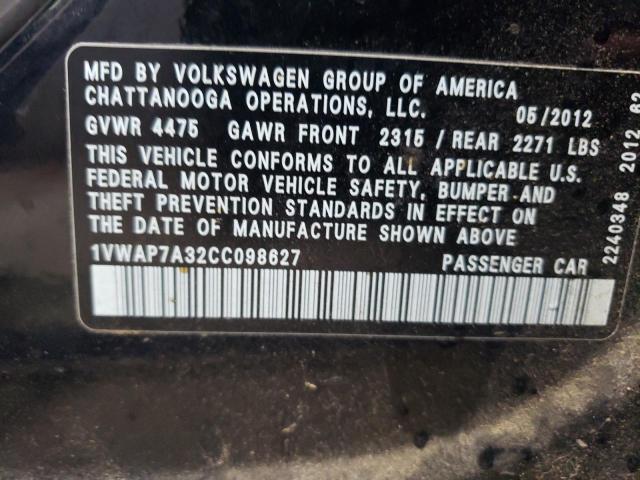 MFD BY VOLKSWAGEN GROUP OF AMERICA
CHATTANOOGA OPERATIONS, LLC. 05/2012
GVWR 4475 GAWR FRONT 2315 / REAR 2271 LBS
THIS VEHICLE CONFORMS TO ALL APPLICABLE U.S.
FEDERAL MOTOR VEHICLE SAFETY, BUMPER AND
THEFT PREVENTION STANDARDS IN EFFECT ON
THE DATE OF MANUFACTURE SHOWN ABOVE
1VWAP7A32CC098627 PASSENGER CAR
2240348 2012 82